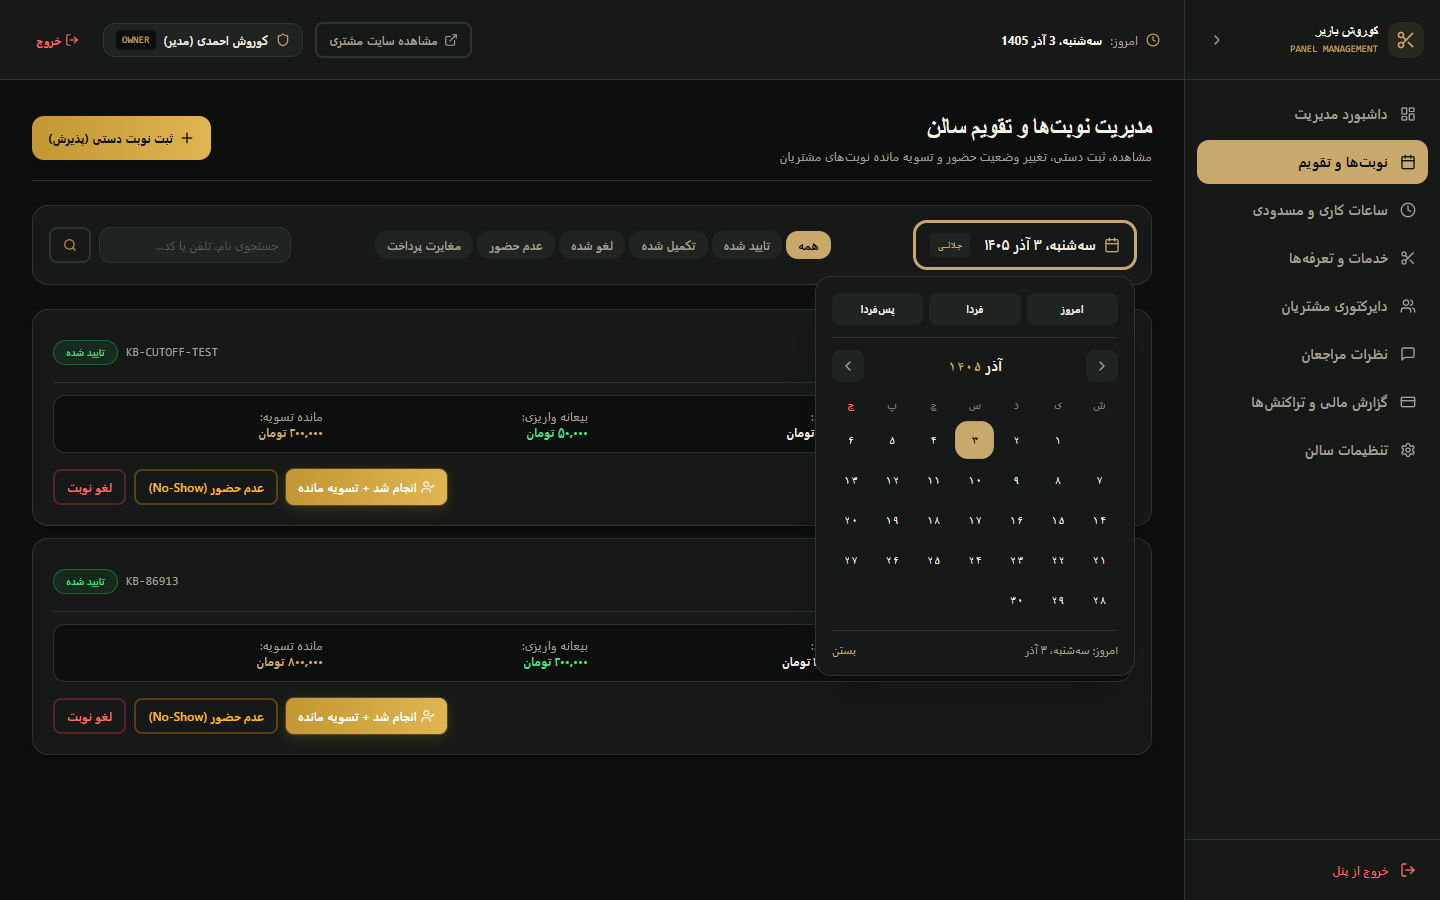 کوروش باربر
PANEL MANAGEMENT
داشبورد مدیریت
نوبت‌ها و تقویم
ساعات کاری و مسدودی
خدمات و تعرفه‌ها
دایرکتوری مشتریان
نظرات مراجعان
گزارش مالی و تراکنش‌ها
تنظیمات سالن
خروج از پنل
امروز: سه‌شنبه، 3 آذر 1405
مشاهده سایت مشتری
کوروش احمدی (مدیر) OWNER
خروج
مدیریت نوبت‌ها و تقویم سالن
مشاهده، ثبت دستی، تغییر وضعیت حضور و تسویه مانده نوبت‌های مشتریان
ثبت نوبت دستی (پذیرش)
سه‌شنبه، ۳ آذر ۱۴۰۵ جلالی
همه تایید شده تکمیل شده لغو شده عدم حضور مغایرت پرداخت
جستجوی نام، تلفن یا کد...
امروز فردا پس‌فردا
آذر ۱۴۰۵
ش ی د س چ پ ج
۱ ۲ ۳ ۴ ۵ ۶
۷ ۸ ۹ ۱۰ ۱۱ ۱۲ ۱۳
۱۴ ۱۵ ۱۶ ۱۷ ۱۸ ۱۹ ۲۰
۲۱ ۲۲ ۲۳ ۲۴ ۲۵ ۲۶ ۲۷
۲۸ ۲۹ ۳۰
امروز: سه‌شنبه، ۳ آذر بستن
KB-CUTOFF-TEST تایید شده
بیعانه واریزی: مانده تسویه:
تومان ۵۰,۰۰۰ تومان ۲۰۰,۰۰۰ تومان
انجام شد + تسویه مانده عدم حضور (No-Show) لغو نوبت
KB-86913 تایید شده
بیعانه واریزی: مانده تسویه:
تومان ۲۰۰,۰۰۰ تومان ۸۰۰,۰۰۰ تومان
انجام شد + تسویه مانده عدم حضور (No-Show) لغو نوبت